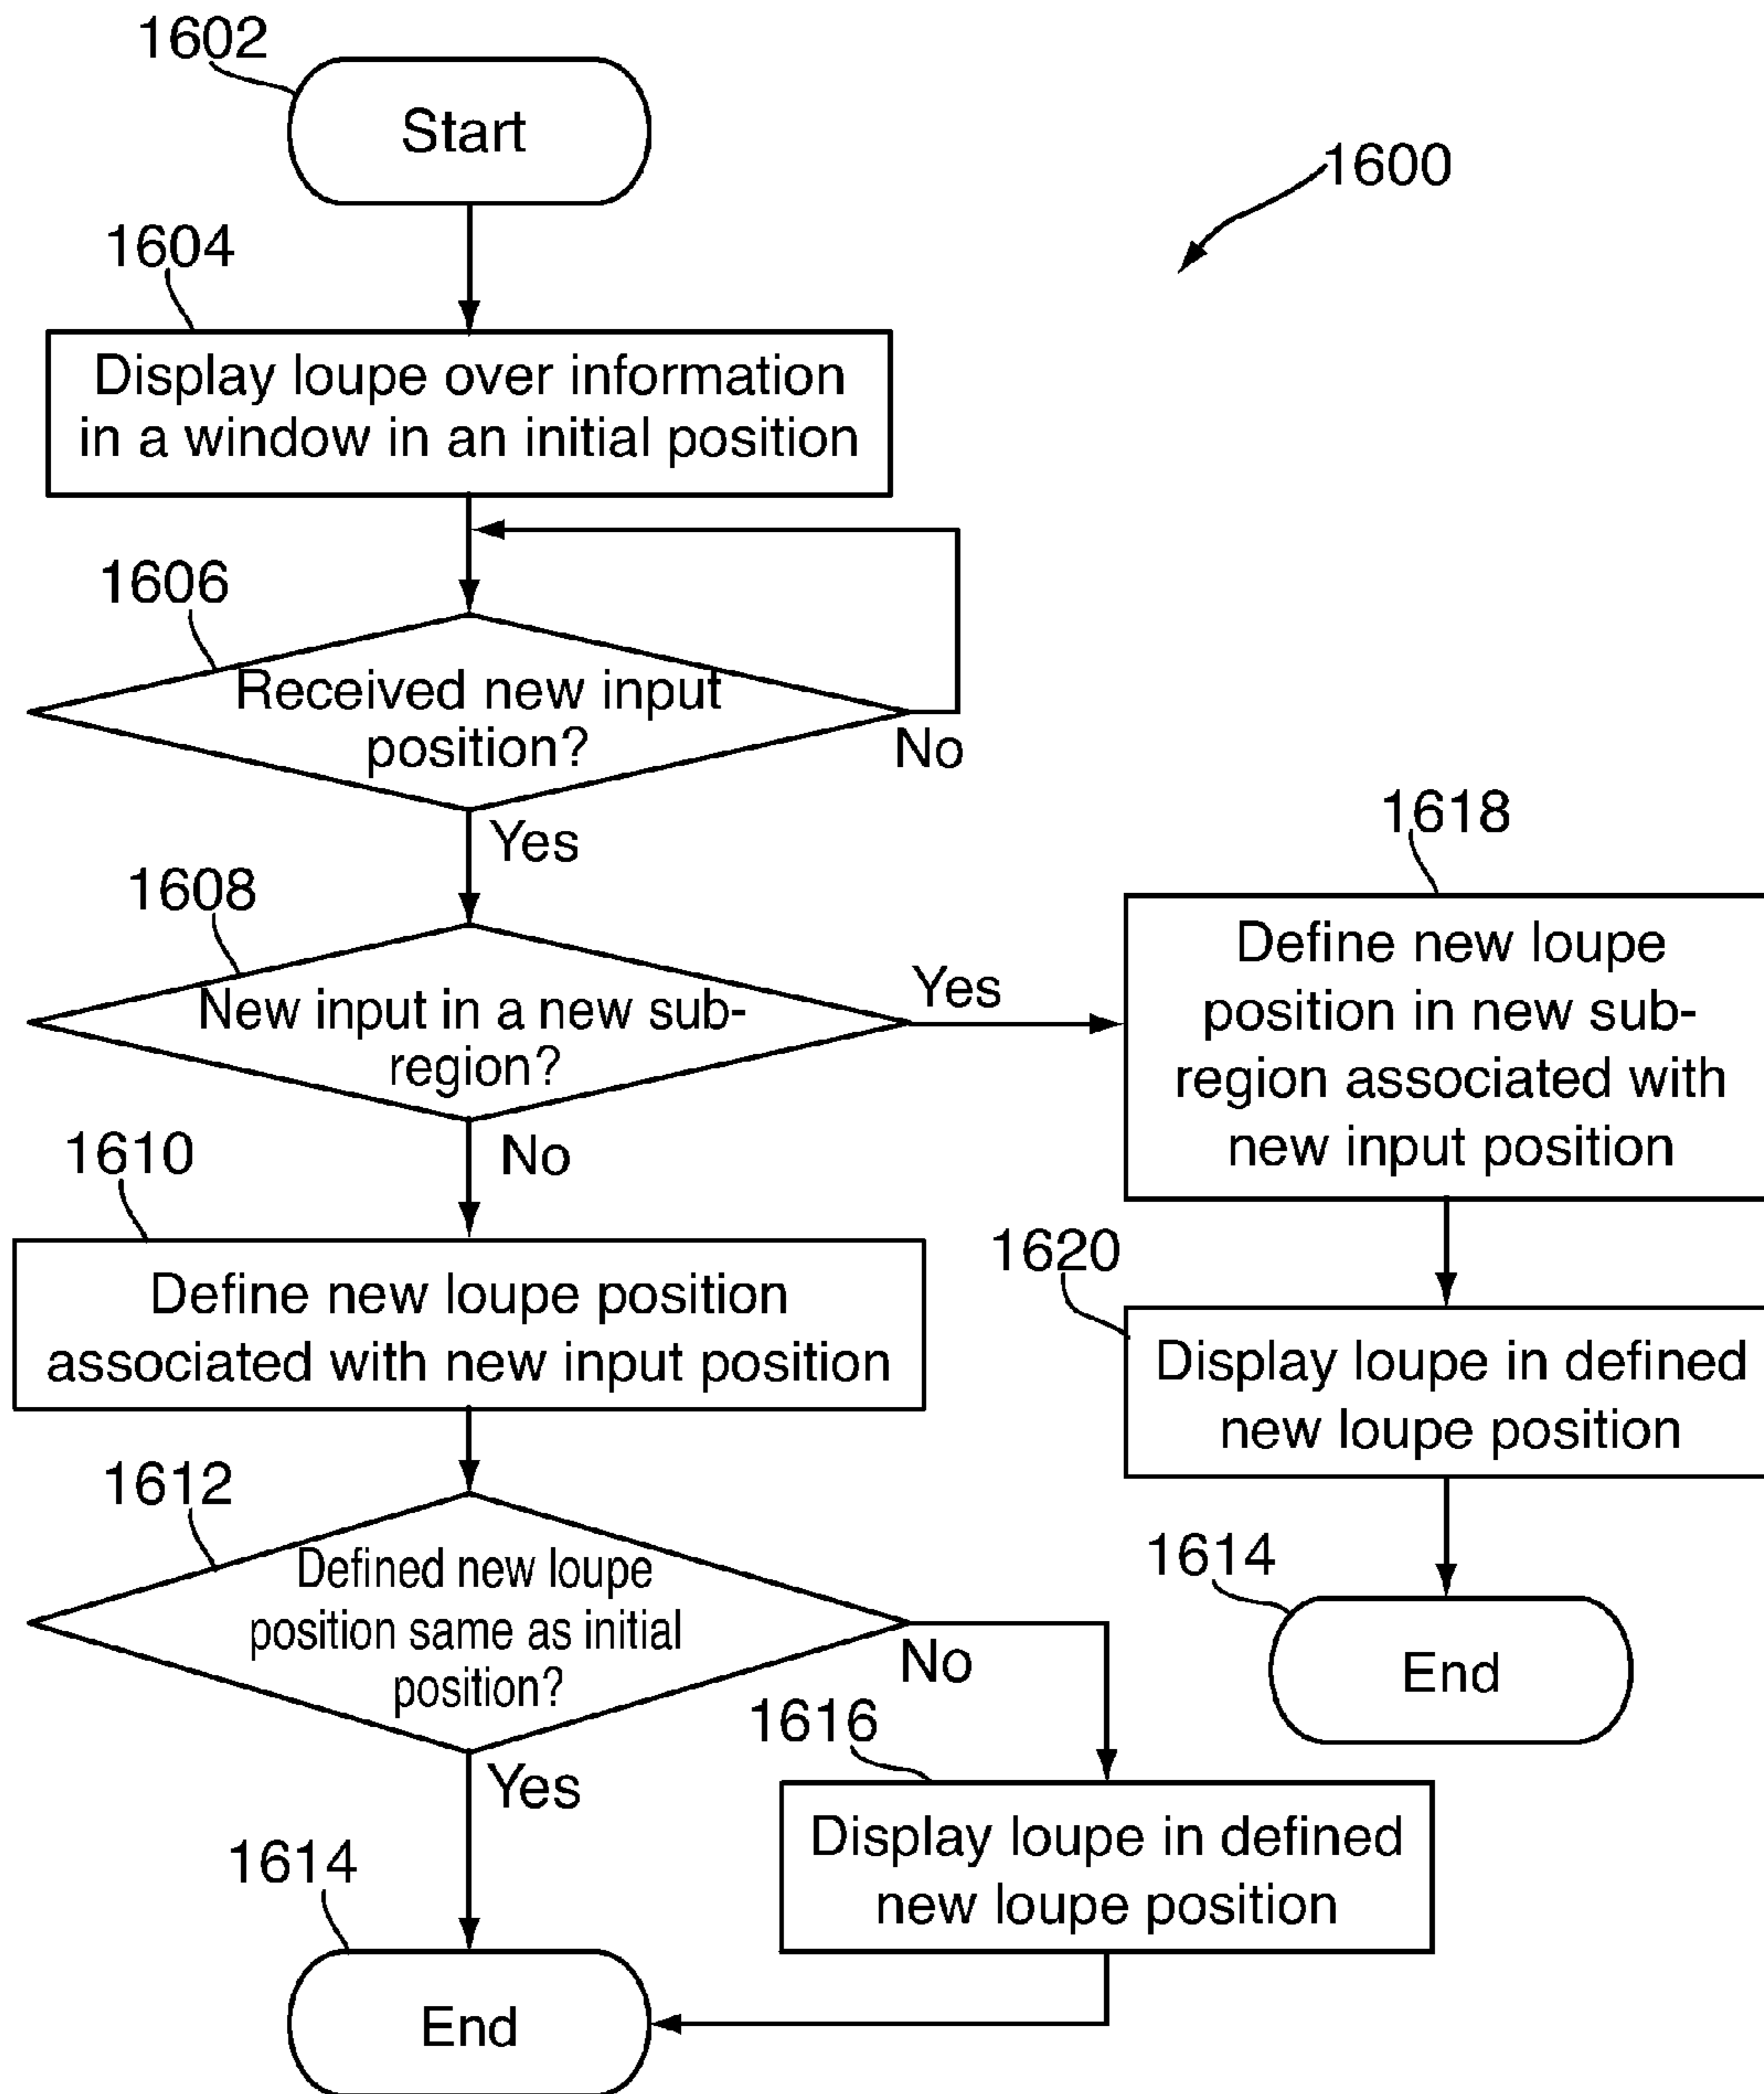 1602
Start
1600
1604
Display loupe over information
in a window in an initial position
1606
Received new input
position?
No
Yes
1608
New input in a new sub-
region?
Yes
No
1618
Define new loupe
position in new sub-
region associated with
new input position
1610
Define new loupe position
associated with new input position
1620
Display loupe in defined
new loupe position
1612
Defined new loupe
position same as initial
position?
No
Yes
1614
End
1616
Display loupe in defined
new loupe position
1614
End